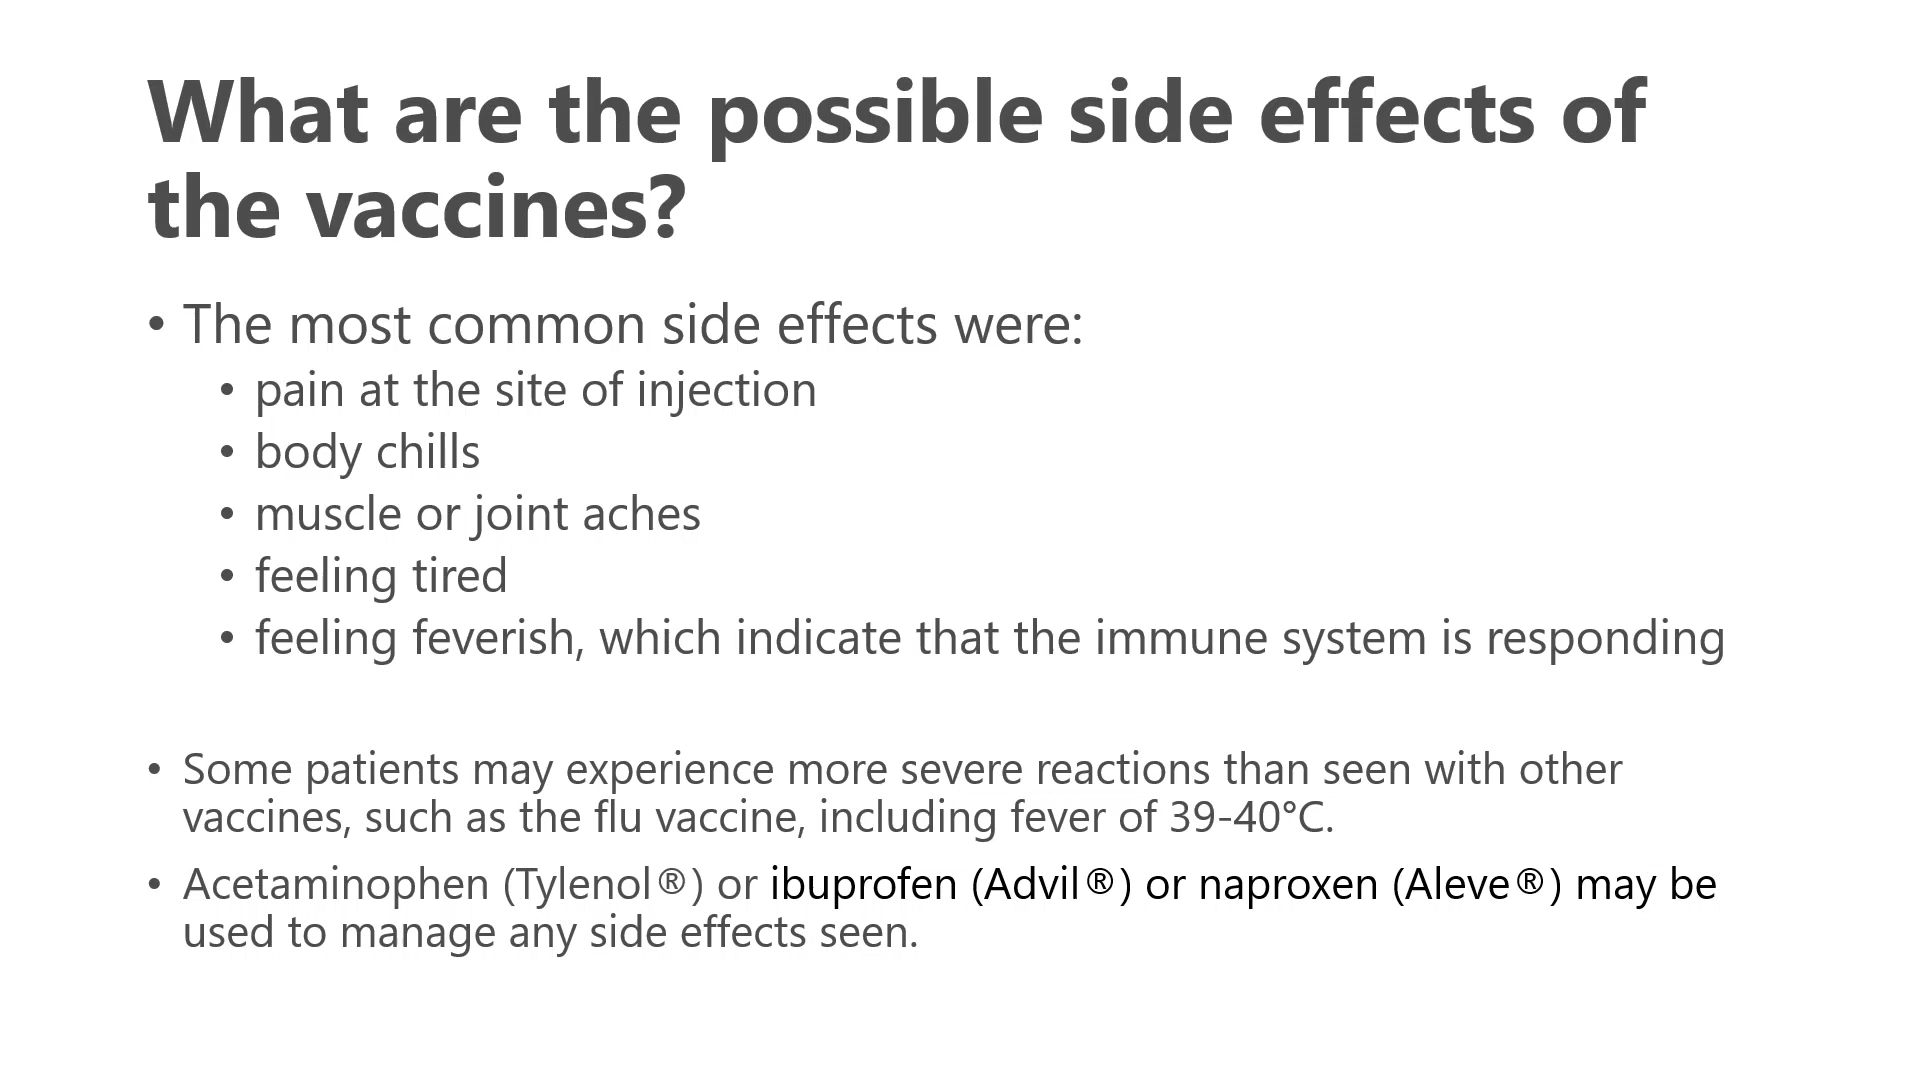 What are the possible side effects of
the vaccines?
• The most common side effects were:
• pain at the site of injection
• body chills
• muscle or joint aches
• feeling tired
• feeling feverish, which indicate that the immune system is responding
• Some patients may experience more severe reactions than seen with other
vaccines, such as the flu vaccine, including fever of 39-40°C.
• Acetaminophen (Tylenol®) or ibuprofen (Advil®) or naproxen (Aleve®) may be
used to manage any side effects seen.